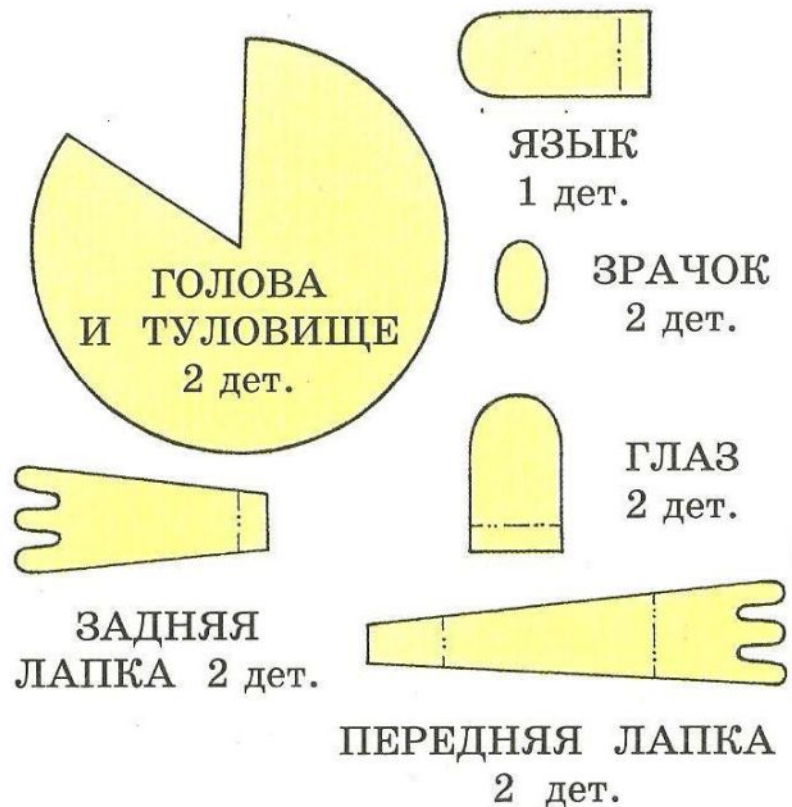 ЯЗЫК
1 дет.
ГОЛОВА
И ТУЛОВИЩЕ
2 дет.
ЗРАЧОК
2 дет.
ГЛАЗ
2 дет.
ЗАДНЯЯ
ЛАПКА 2 дет.
ПЕРЕДНЯЯ ЛАПКА
2 дет.